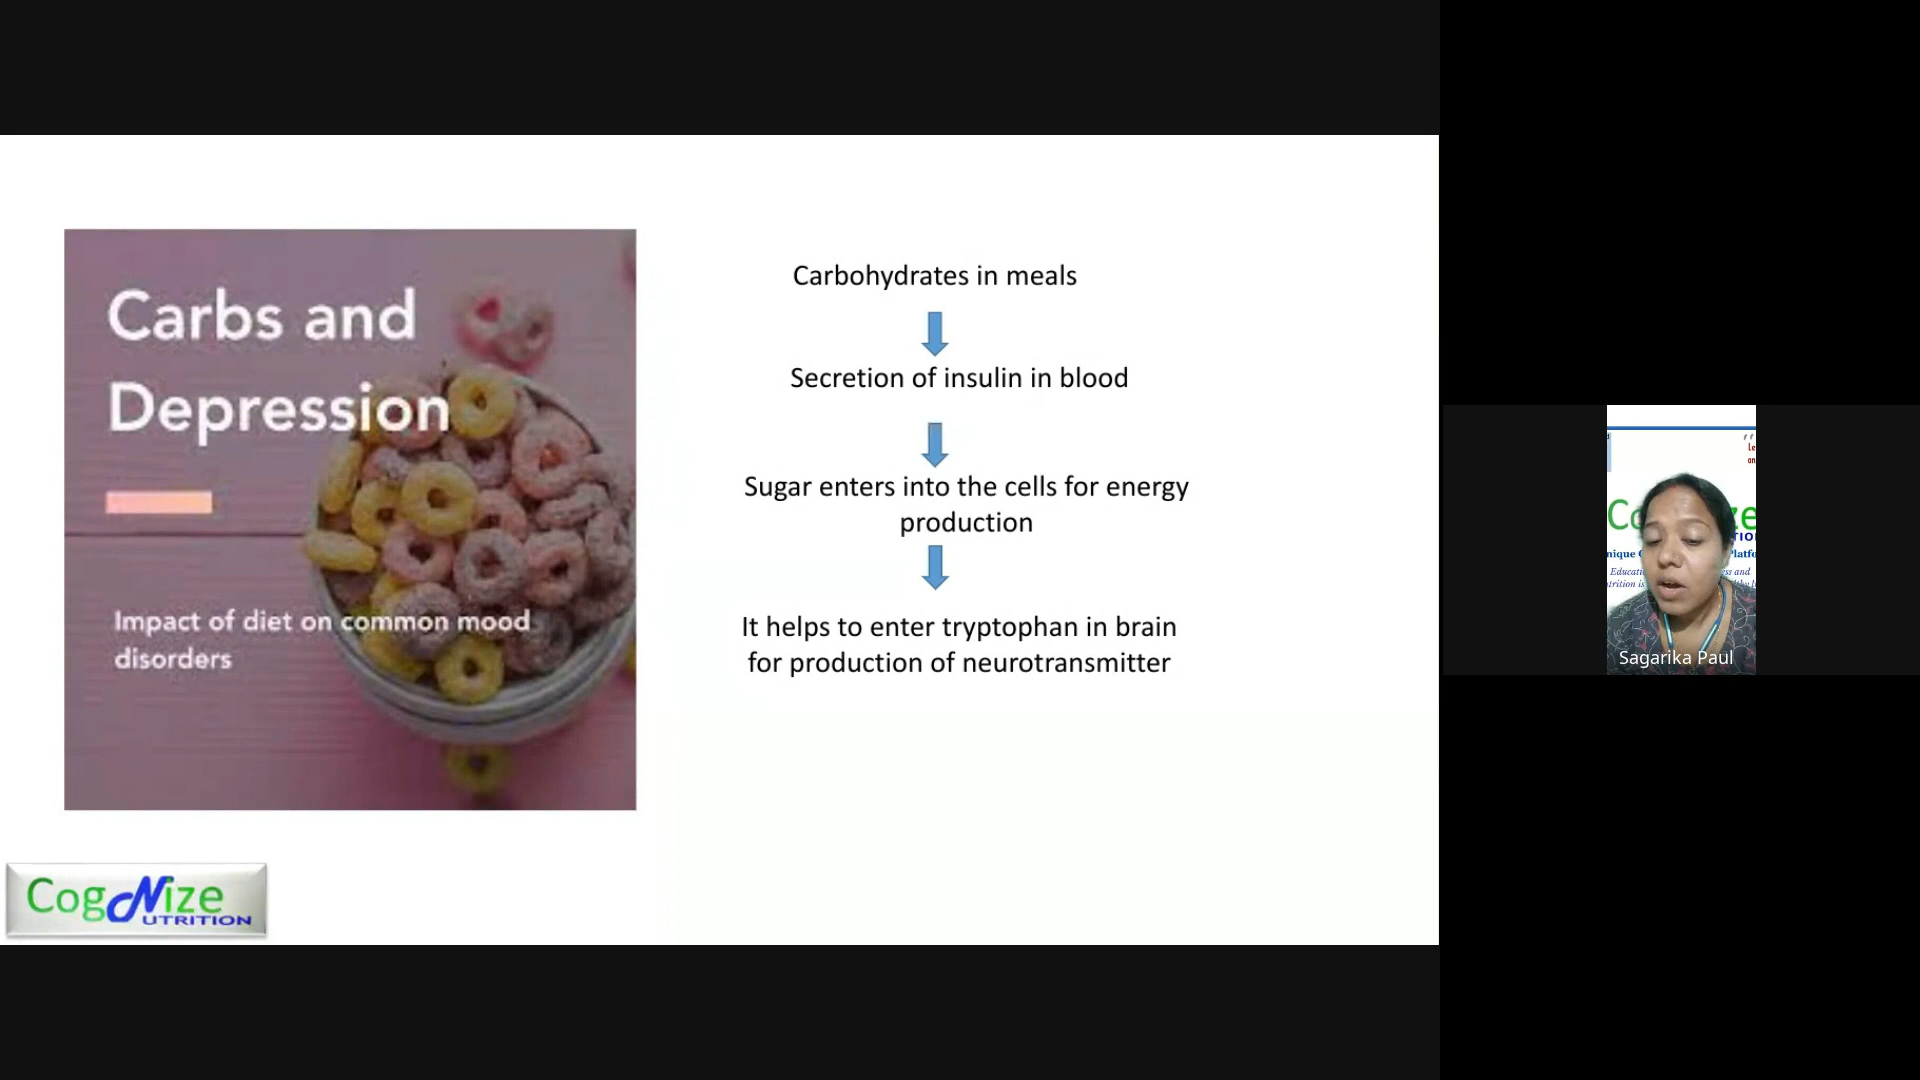 Carbs and
Depression
Impact of diet on common mood
disorders
Carbohydrates in meals
Secretion of insulin in blood
Sugar enters into the cells for energy
production
It helps to enter tryptophan in brain
for production of neurotransmitter
CogNize
UTRITION
Sagarika Paul